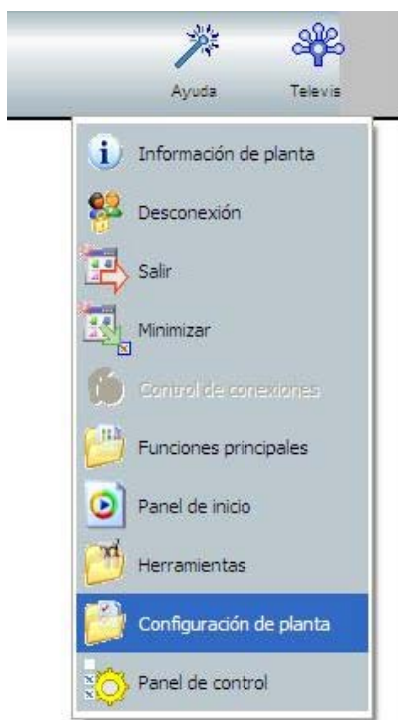 Ayuda
Televis
Información de planta
Desconexión
Salir
Minimizar
Control de conexiones
Funciones principales
Panel de inicio
Herramientas
Configuración de planta
Panel de control